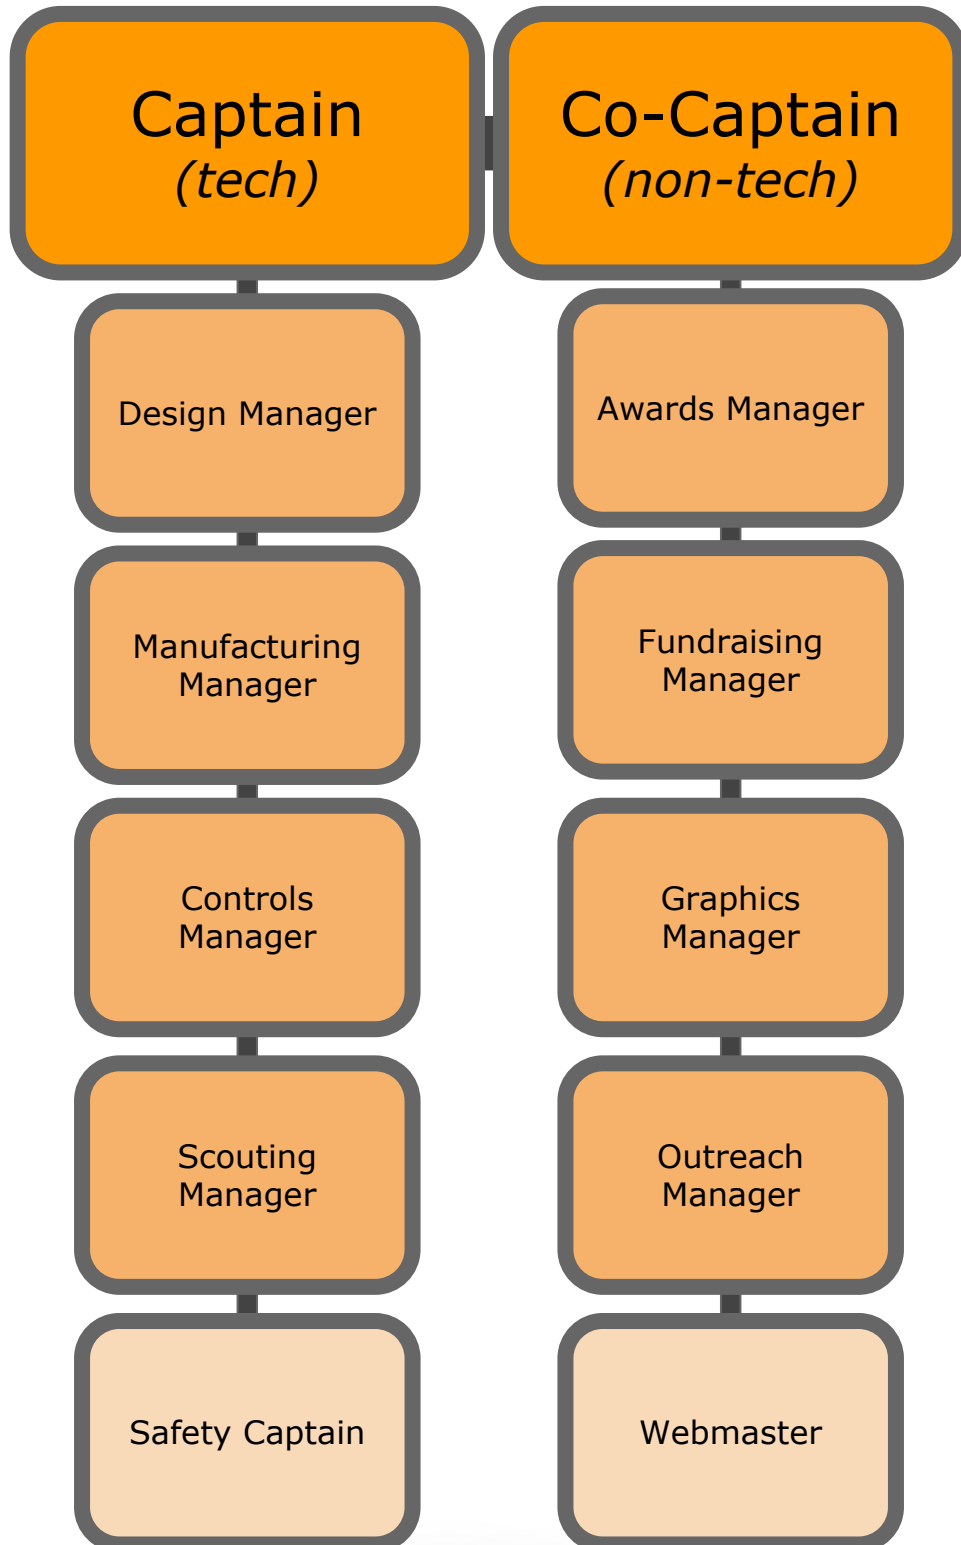 Captain
(tech)
Co-Captain
(non-tech)
Design Manager
Awards Manager
Manufacturing
Manager
Fundraising
Manager
Controls
Manager
Graphics
Manager
Scouting
Manager
Outreach
Manager
Safety Captain
Webmaster